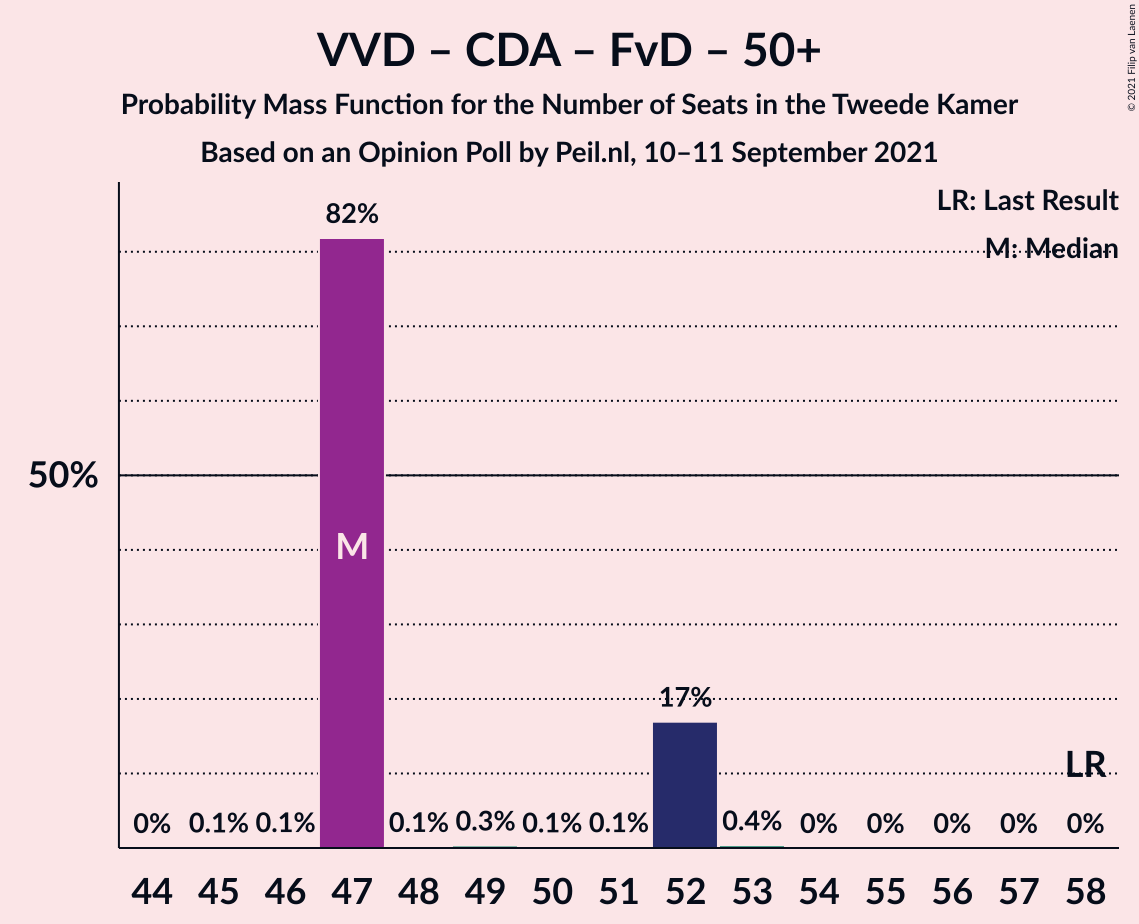 VVD – CDA – FvD – 50+
Probability Mass Function for the Number of Seats in the Tweede Kamer
Based on an Opinion Poll by Peil.nl, 10–11 September 2021
© 2021 Filip van Laenen
LR: Last Result
M: Median
82%
50%
M
17%
LR
0% 0.1% 0.1% 0.1% 0.3% 0.1% 0.1% 0.4% 0% 0% 0% 0% 0%
44 45 46 47 48 49 50 51 52 53 54 55 56 57 58